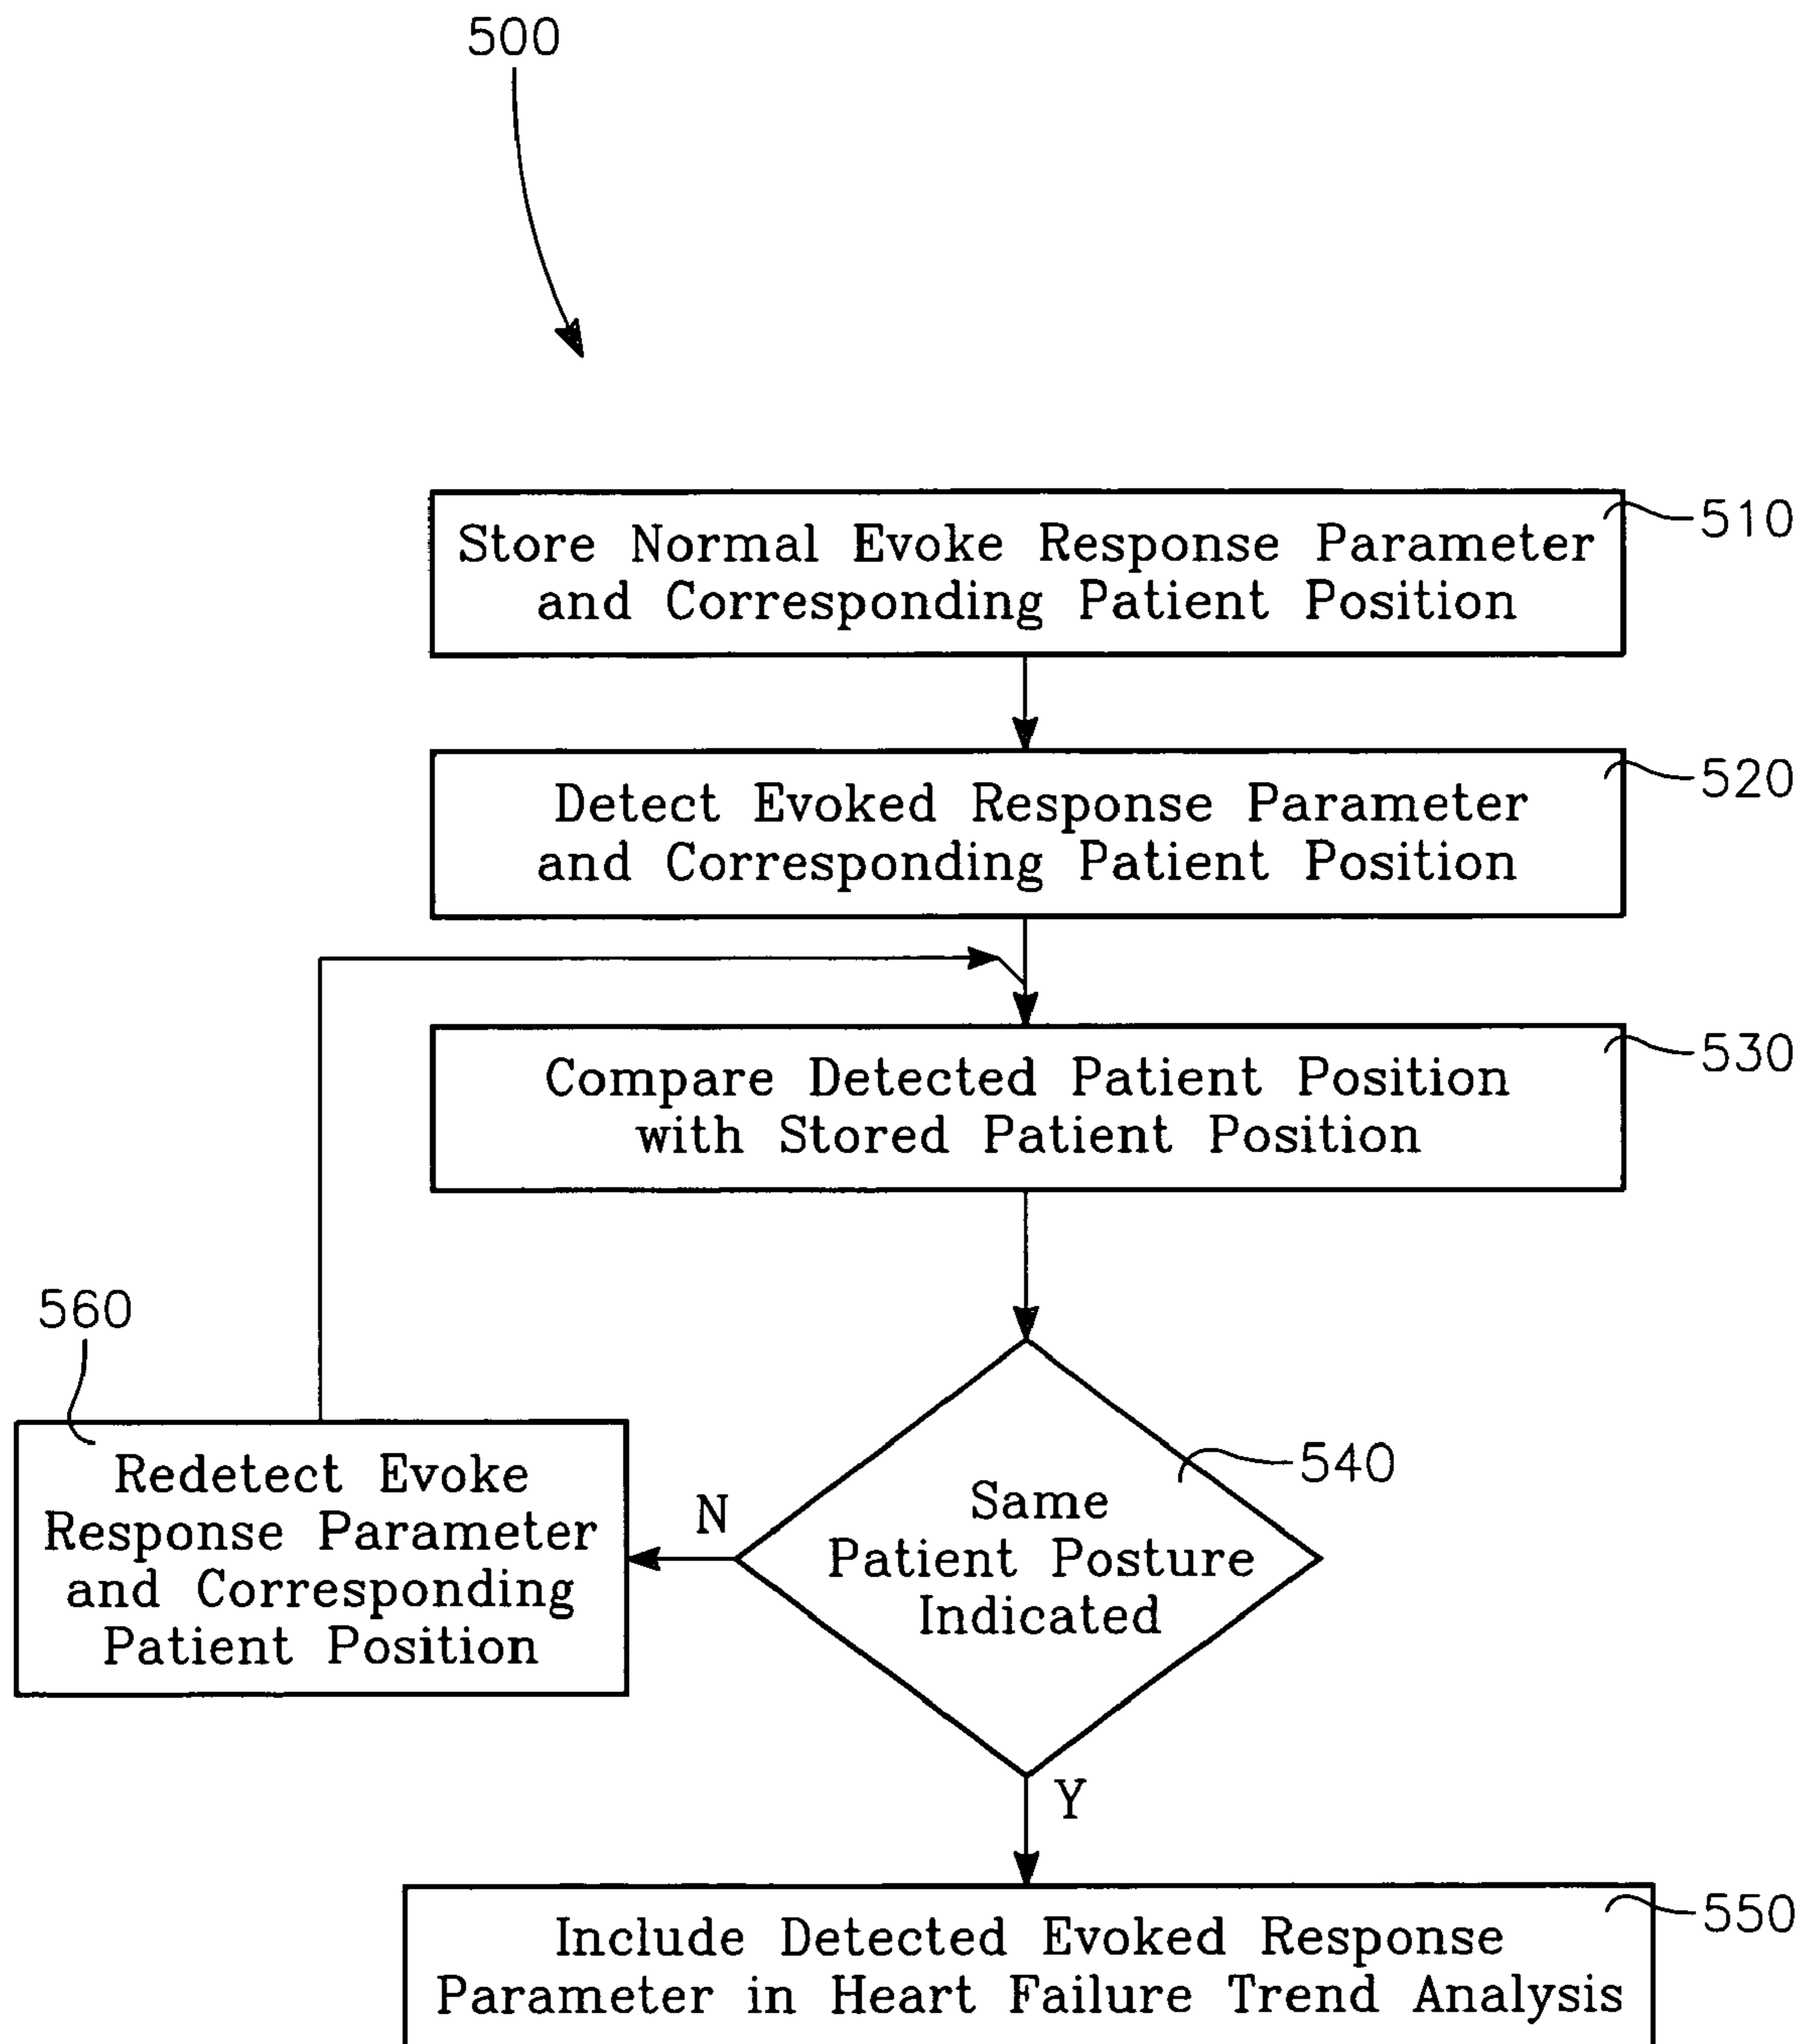 500
Store Normal Evoke Response Parameter
and Corresponding Patient Position
510
Detect Evoked Response Parameter
and Corresponding Patient Position
520
Compare Detected Patient Position
with Stored Patient Position
530
560
Redetect Evoke
Response Parameter
and Corresponding
Patient Position
N
Same
Patient Posture
Indicated
540
Y
Include Detected Evoked Response
Parameter in Heart Failure Trend Analysis
550